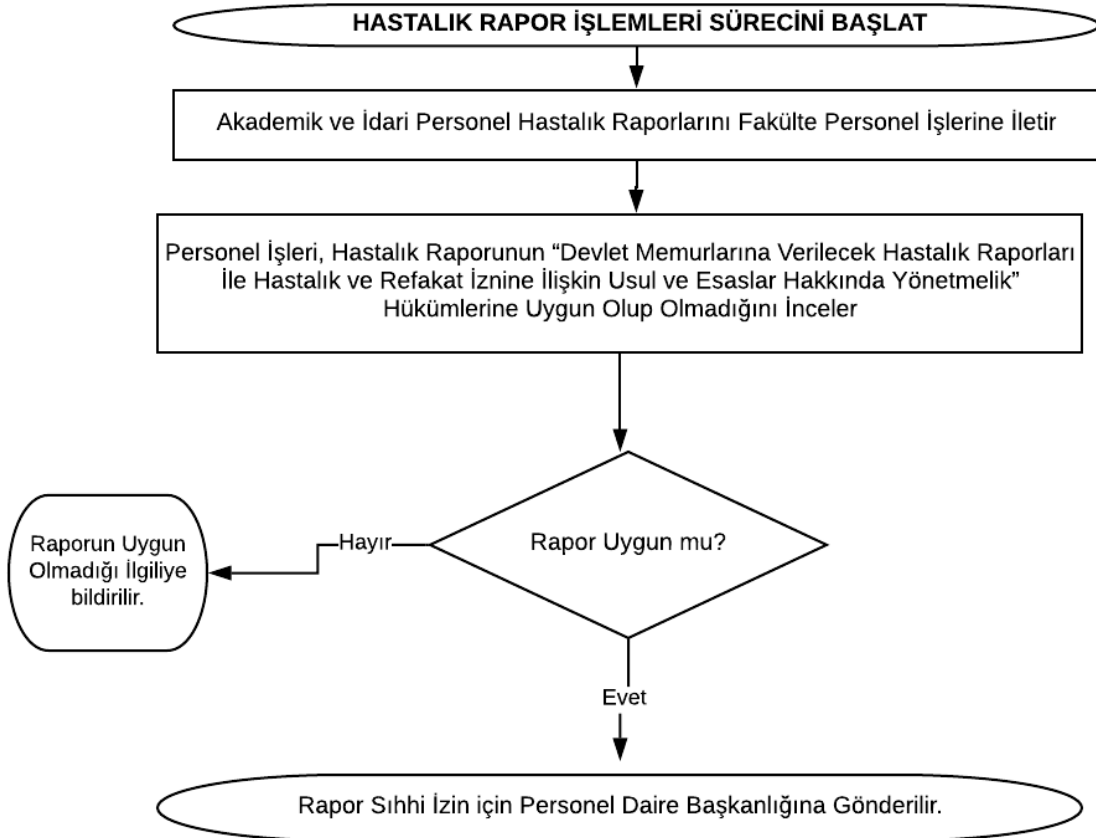 HASTALIK RAPOR İŞLEMLERİ SÜRECİNİ BAŞLAT
Akademik ve İdari Personel Hastalık Raporlarını Fakülte Personel İşlerine İletir
Personel İşleri, Hastalık Raporunun “Devlet Memurlarına Verilecek Hastalık Raporları
İle Hastalık ve Refakat İznine İlişkin Usul ve Esaslar Hakkında Yönetmelik”
Hükümlerine Uygun Olup Olmadığını İnceler
Rapor Uygun mu?
Hayır
Raporun Uygun
Olmadığı İlgiliye
bildirilir.
Evet
Rapor Sıhhi İzin için Personel Daire Başkanlığına Gönderilir.